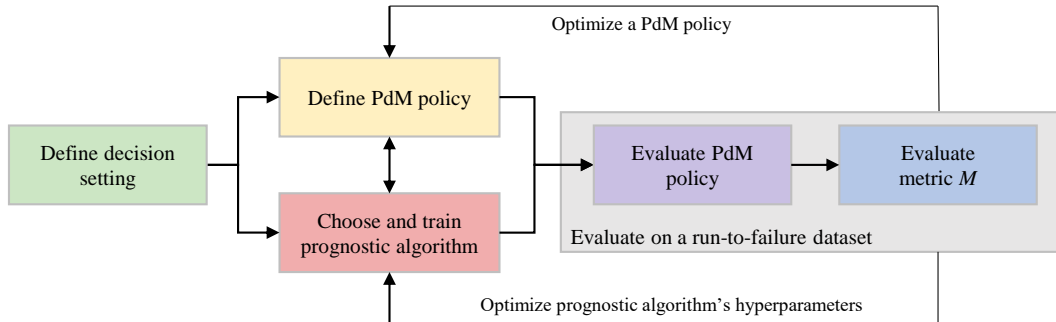 Optimize a PdM policy
Define PdM policy
Define decision
setting
Evaluate PdM
policy
Evaluate
metric M
Choose and train
prognostic algorithm
Evaluate on a run-to-failure dataset
Optimize prognostic algorithm's hyperparameters